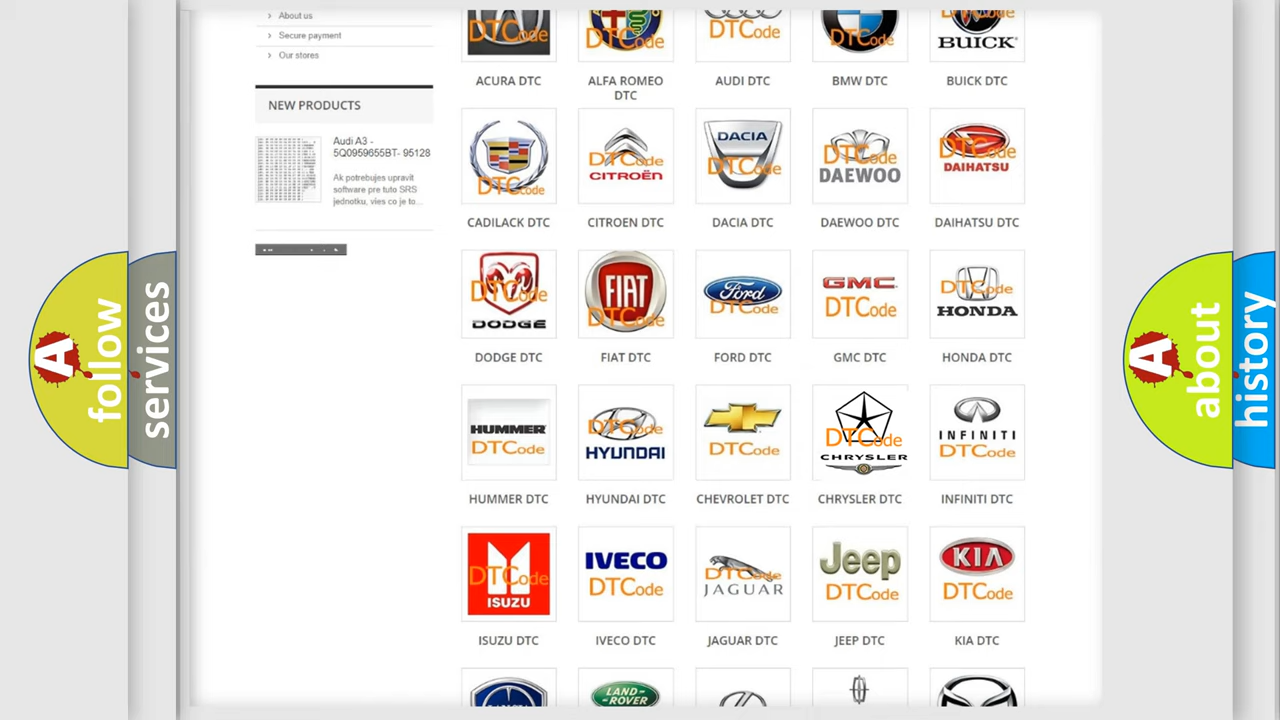 About us
Secure payment
Our stores
NEW PRODUCTS
Audi A3 -
5Q0959655BT- 95128
Ak potrebujes upravit
software pre tuto SRS
jednotku, vies co je to...
DTCode
DTCode
DTCode
DTCode
BUICK
ACURA DTC
ALFA ROMEO
DTC
AUDI DTC
BMW DTC
BUICK DTC
DTCode
DTCode
CITROËN
DACIA
DTCode
DTCode
DAEWOO
DTCode
DAIHATSU
CADILACK DTC
CITROEN DTC
DACIA DTC
DAEWOO DTC
DAIHATSU DTC
DTCode
DODGE
FIAT
DTCode
Ford
DTCode
GMC
DTCode
DTCode
HONDA
DODGE DTC
FIAT DTC
FORD DTC
GMC DTC
HONDA DTC
HUMMER
DTCode
DTCode
HYUNDAI
DTCode
DTCode
CHRYSLER
INFINITI
DTCode
HUMMER DTC
HYUNDAI DTC
CHEVROLET DTC
CHRYSLER DTC
INFINITI DTC
DTCode
ISUZU
IVECO
DTCode
DTCode
JAGUAR
Jeep
DTCode
KIA
DTCode
ISUZU DTC
IVECO DTC
JAGUAR DTC
JEEP DTC
KIA DTC
LAND-
ROVER
A
follow
services
A
about
history